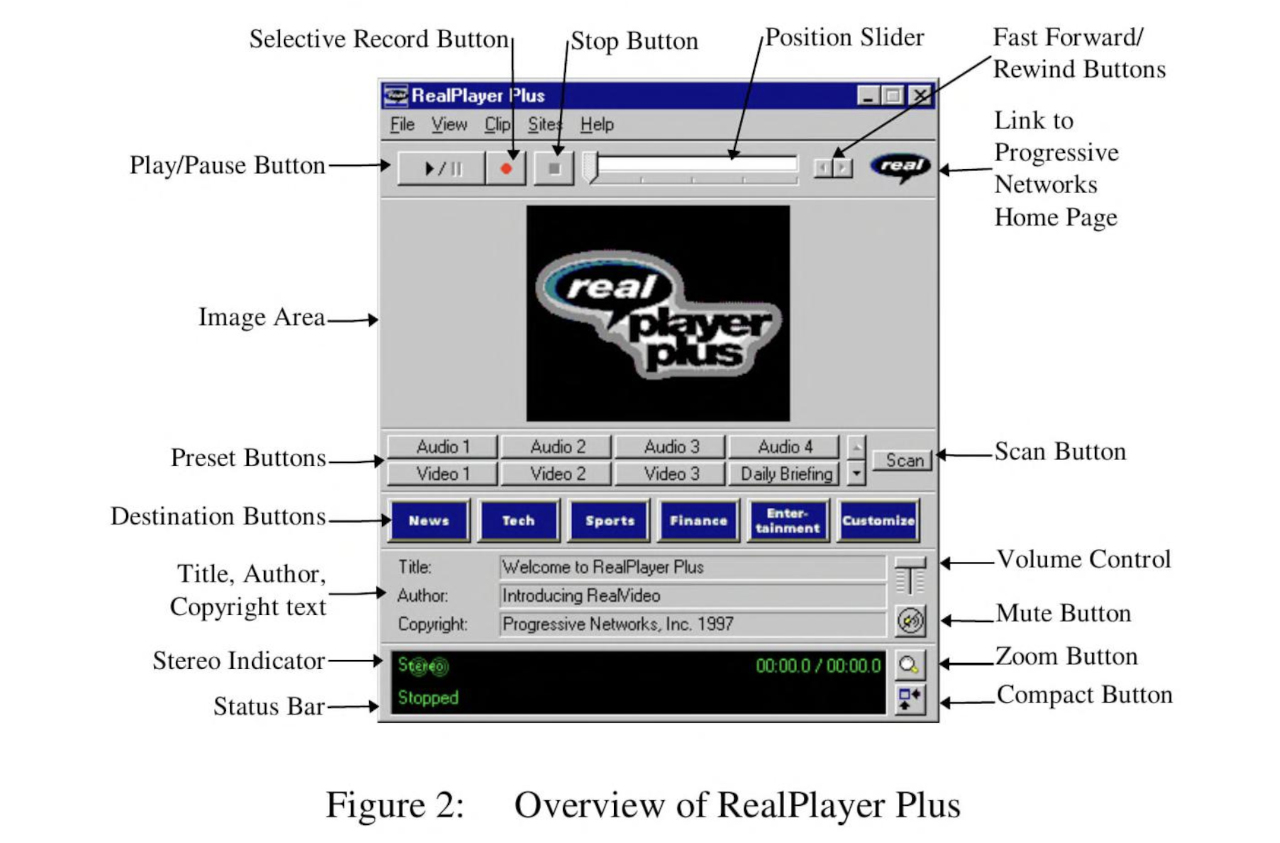 Selective Record Button
Stop Button
Position Slider
Fast Forward/
Rewind Buttons
RealPlayer Plus
File View Clip Sites Help
Link to
Progressive
Networks
Home Page
Play/Pause Button
real
Image Area
real
player
plus
Preset Buttons
Audio 1 Audio 2 Audio 3 Audio 4
Video 1 Video 2 Video 3 Daily Briefing
Scan
Scan Button
Destination Buttons
News Tech Sports Finance Enter-
tainment Customize
Title, Author,
Copyright text
Title: Welcome to RealPlayer Plus
Author: Introducing RealVideo
Copyright: Progressive Networks, Inc. 1997
Volume Control
Mute Button
Stereo Indicator
Stereo 00:00.0 / 00:00.0
Zoom Button
Status Bar
Stopped
Compact Button
Figure 2: Overview of RealPlayer Plus